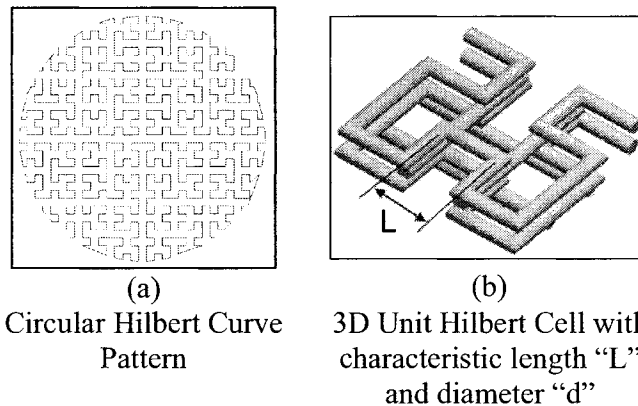 L
(a)
Circular Hilbert Curve
Pattern
(b)
3D Unit Hilbert Cell with
characteristic length “L”
and diameter “d”